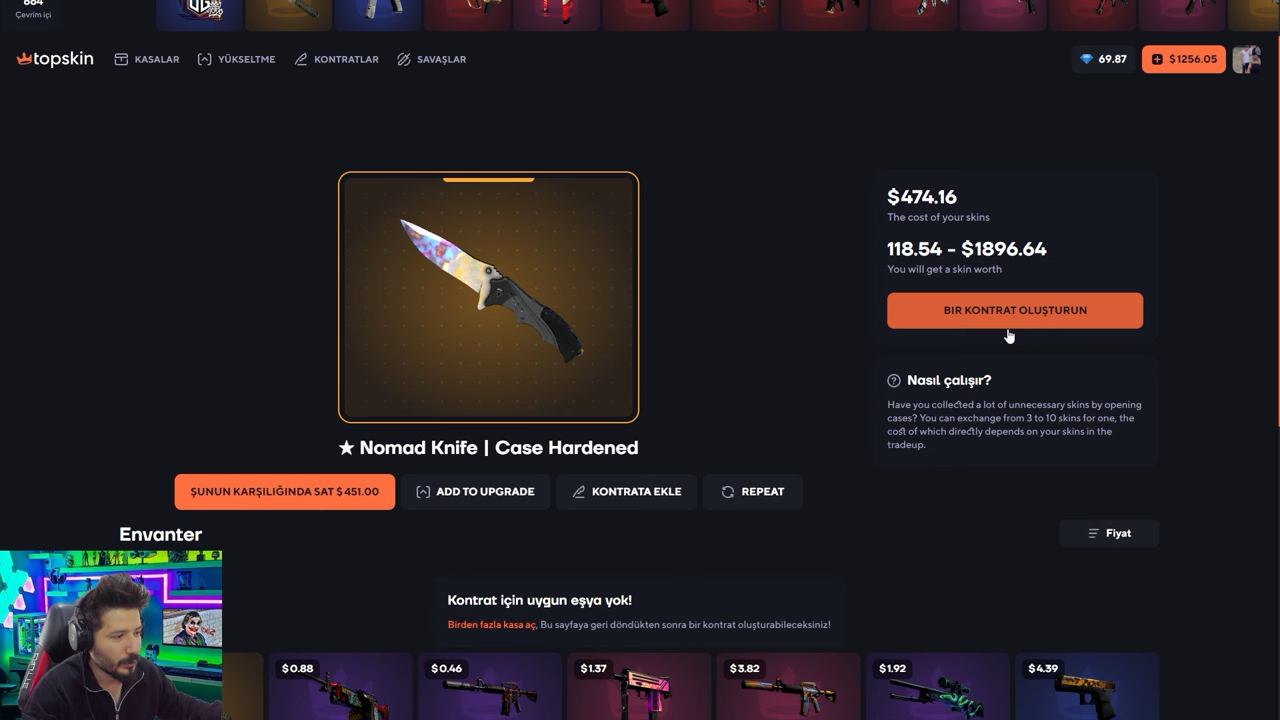 664
Çevrim içi
topskin
KASALAR
YÜKSELTME
KONTRATLAR
SAVAŞLAR
69.87
$1256.05
$474.16
The cost of your skins
118.54 - $1896.64
You will get a skin worth
BIR KONTRAT OLUŞTURUN
Nasıl çalışır?
Have you collected a lot of unnecessary skins by opening
cases? You can exchange from 3 to 10 skins for one, the
cost of which directly depends on your skins in the
tradeup.
★ Nomad Knife | Case Hardened
ŞUNUN KARŞILIĞINDA SAT $451.00
ADD TO UPGRADE
KONTRATA EKLE
REPEAT
Envanter
Fiyat
Kontrat için uygun eşya yok!
Birden fazla kasa aç, Bu sayfaya geri döndükten sonra bir kontrat oluşturabileceksiniz!
$0.88
$0.46
$1.37
$3.82
$1.92
$4.39